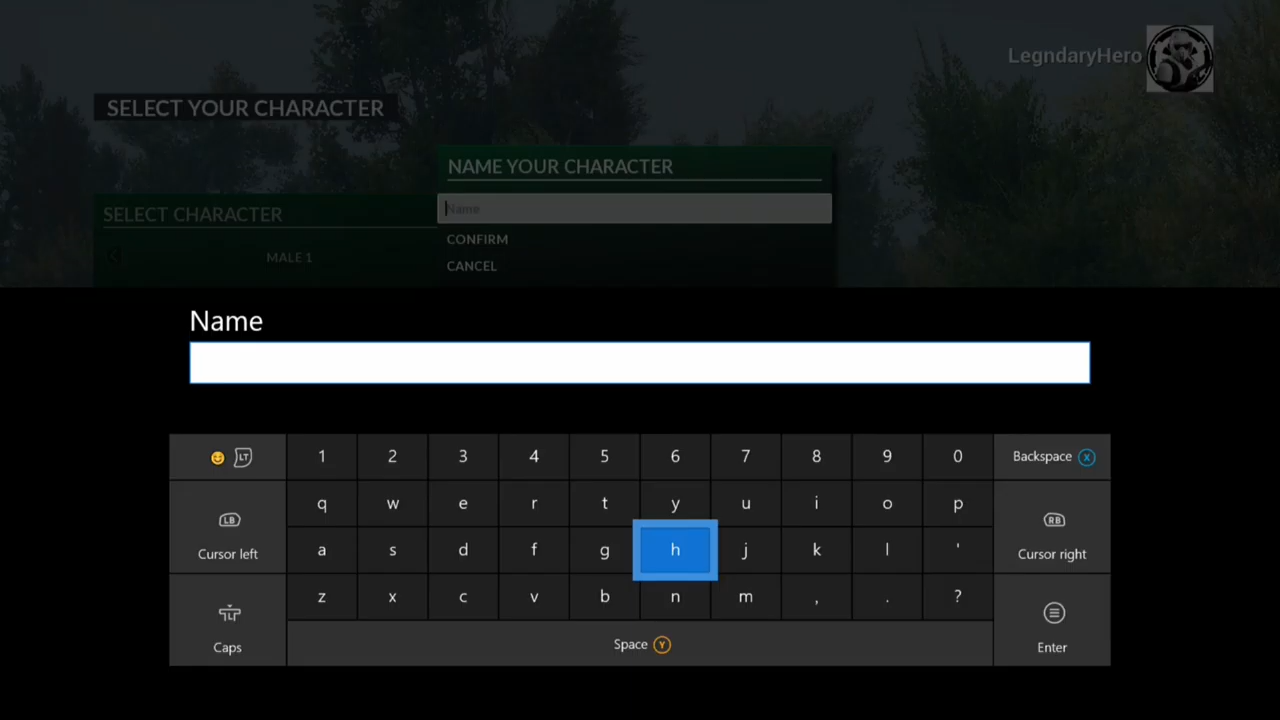 LegndaryHero
SELECT YOUR CHARACTER
NAME YOUR CHARACTER
Name
SELECT CHARACTER
CONFIRM
MALE 1
CANCEL
Name
LT 1 2 3 4 5 6 7 8 9 0 Backspace X
q w e r t y u i o p
LB RB
Cursor left a s d f g h j k l ' Cursor right
z x c v b n m , . ?
Caps Space Y Enter